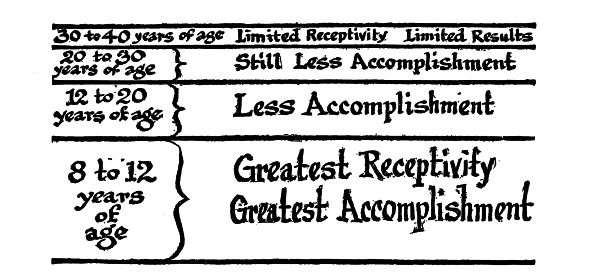 30 to 40 years of age Limited Receptivity Limited Results
20 to 30
years of age
Still Less Accomplishment
12 to 20
years of age
Less Accomplishment
8 to 12
years
of
age
Greatest Receptivity
Greatest Accomplishment